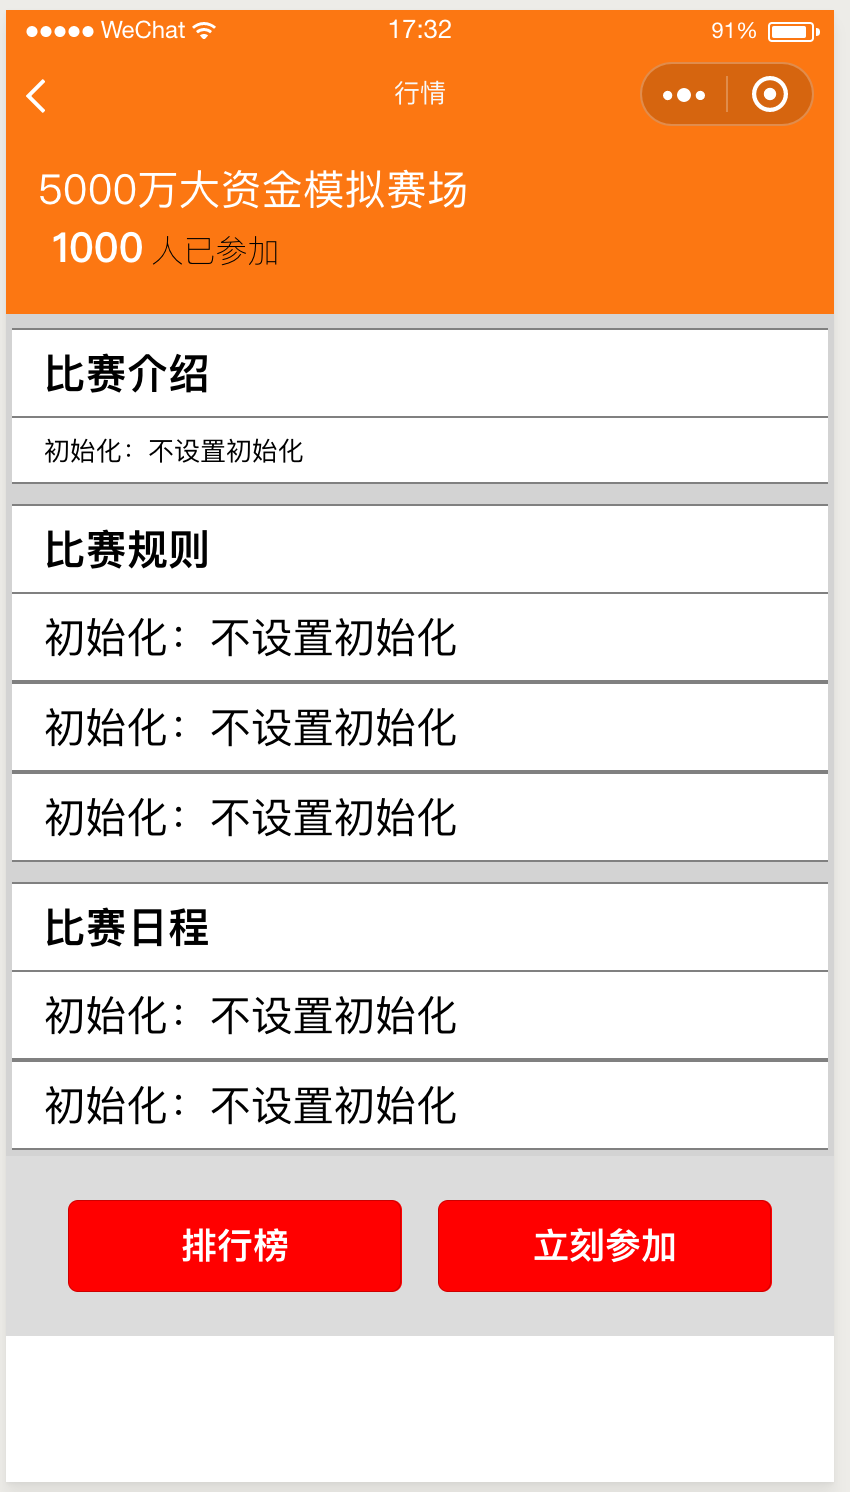 WeChat 17:32 91%
行情
5000万大资金模拟赛场
1000 人已参加
比赛介绍
初始化：不设置初始化
比赛规则
初始化：不设置初始化
初始化：不设置初始化
初始化：不设置初始化
比赛日程
初始化：不设置初始化
初始化：不设置初始化
排行榜 立刻参加